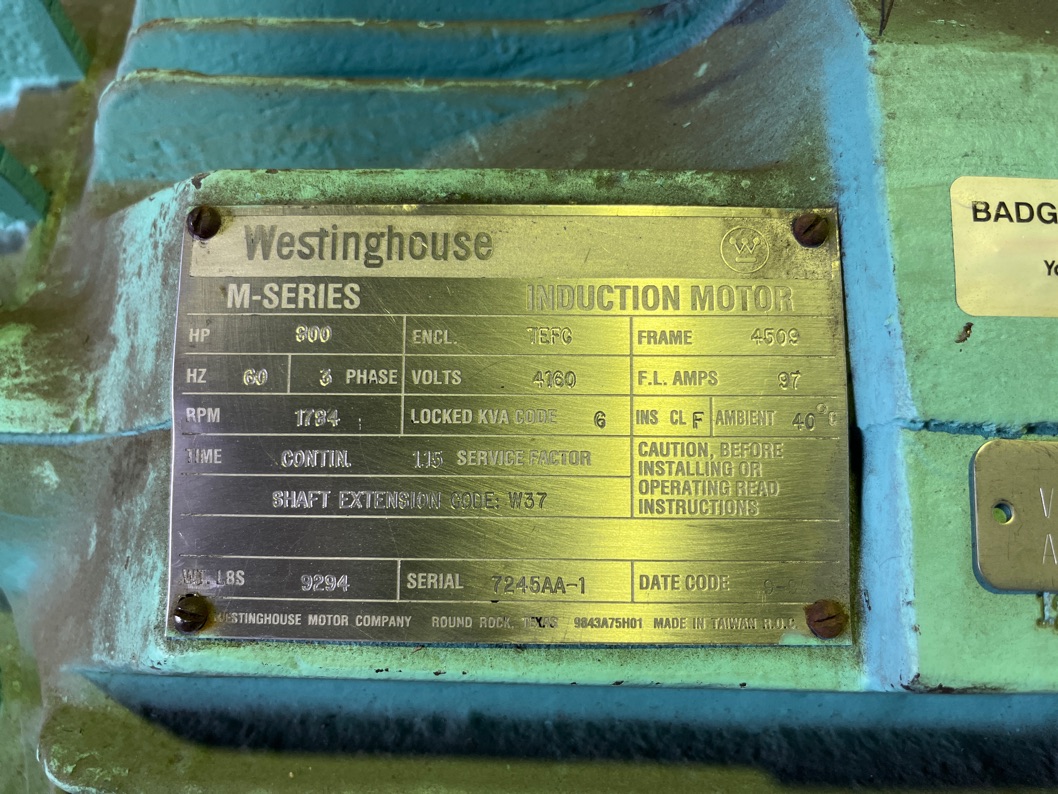 Westinghouse W
M-SERIES INDUCTION MOTOR
HP 800 ENCL. TEFC FRAME 4509
HZ 60 3 PHASE VOLTS 4160 F.L. AMPS 97
RPM 1784 LOCKED KVA CODE G INS CL F AMBIENT 40°C
TIME CONTIN. 1.15 SERVICE FACTOR
CAUTION, BEFORE
INSTALLING OR
OPERATING READ
INSTRUCTIONS
SHAFT EXTENSION CODE: W37
WT. LBS 9294 SERIAL 7245AA-1 DATE CODE
WESTINGHOUSE MOTOR COMPANY ROUND ROCK, TEXAS 9843A75H01 MADE IN TAIWAN R.O.C.
BADG
Yo
V
A